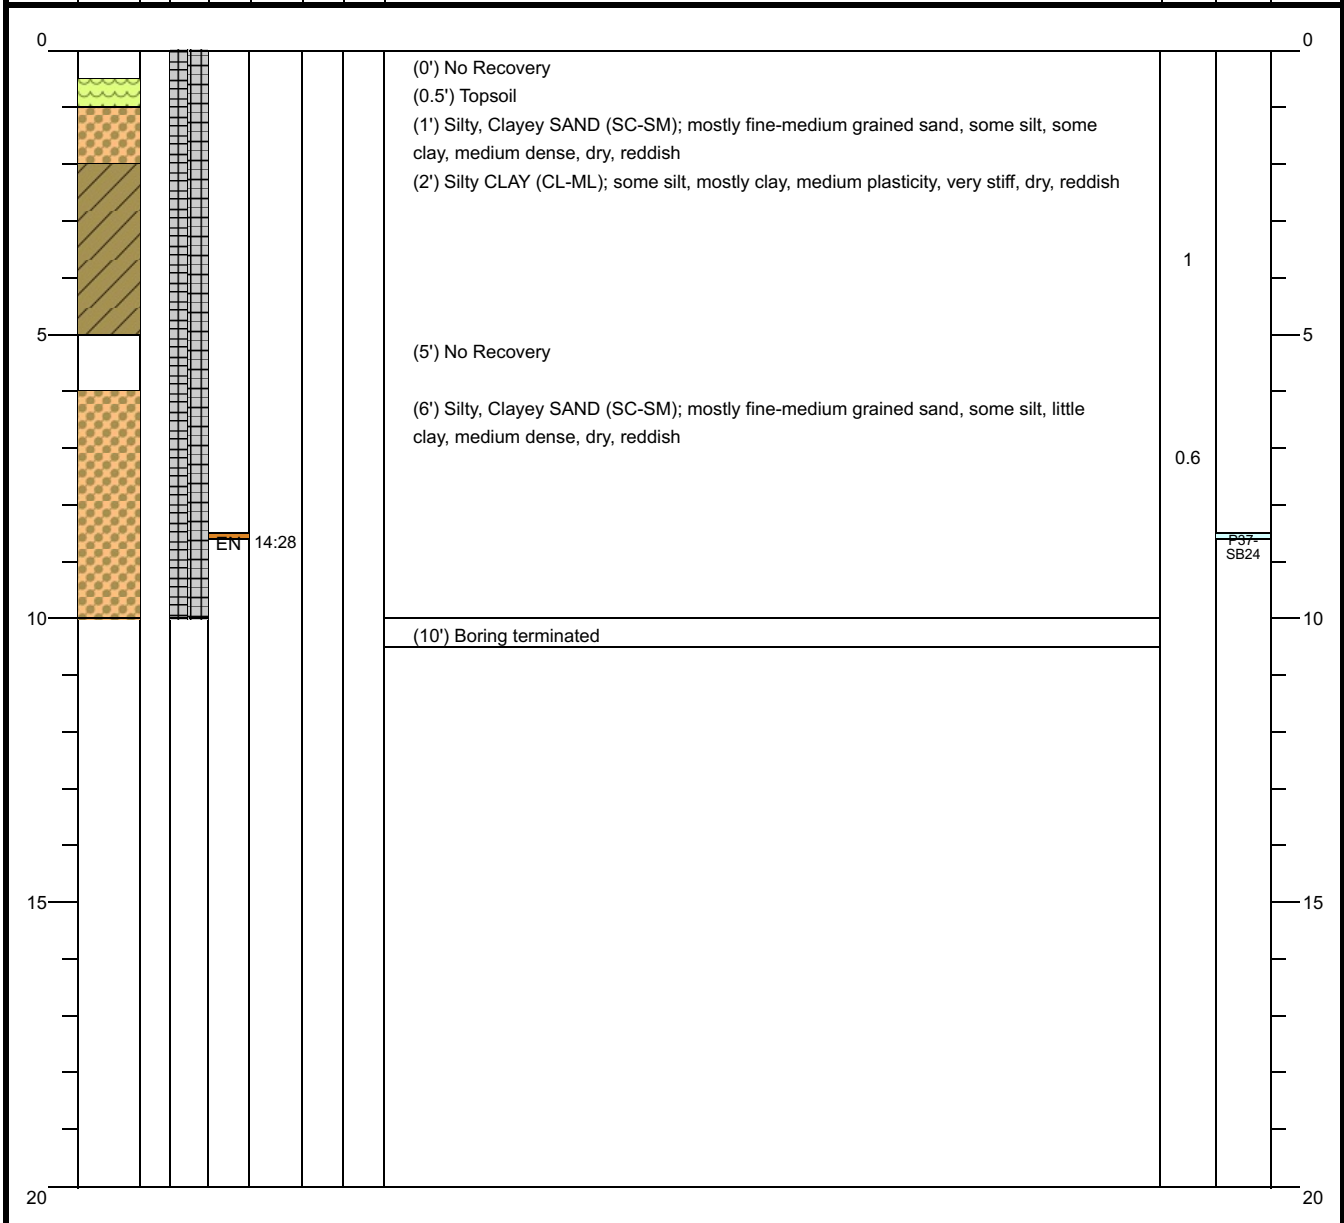 0
0
(0') No Recovery
(0.5') Topsoil
(1') Silty, Clayey SAND (SC-SM); mostly fine-medium grained sand, some silt, some
clay, medium dense, dry, reddish
(2') Silty CLAY (CL-ML); some silt, mostly clay, medium plasticity, very stiff, dry, reddish
1
5
5
(5') No Recovery
(6') Silty, Clayey SAND (SC-SM); mostly fine-medium grained sand, some silt, little
clay, medium dense, dry, reddish
0.6
EN
14:28
P37-
SB24
10
10
(10') Boring terminated
15
15
20
20